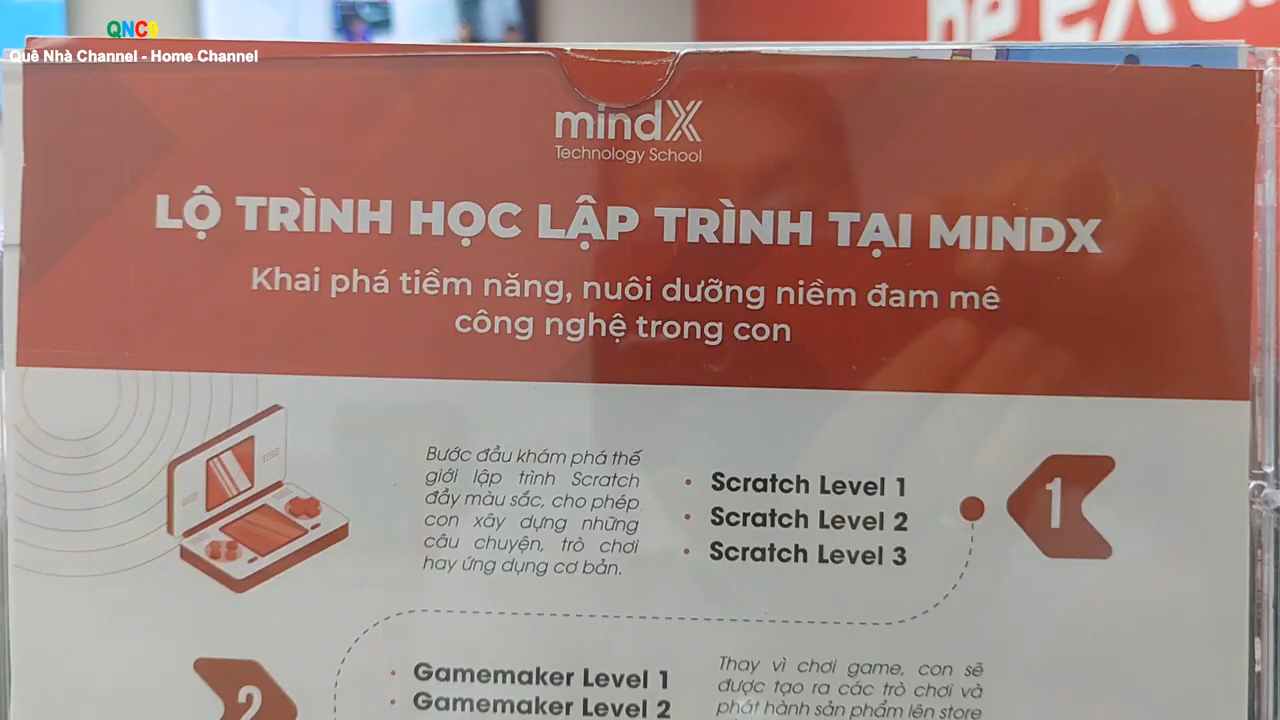 QNC9
Quê Nhà Channel - Home Channel
mindX
Technology School
LỘ TRÌNH HỌC LẬP TRÌNH TẠI MINDX
Khai phá tiềm năng, nuôi dưỡng niềm đam mê
công nghệ trong con
Bước đầu khám phá thế
giới lập trình Scratch
đầy màu sắc, cho phép
con xây dựng những
câu chuyện, trò chơi
hay ứng dụng cơ bản.
• Scratch Level 1
• Scratch Level 2
• Scratch Level 3
1
2
• Gamemaker Level 1
• Gamemaker Level 2
Thay vì chơi game, con sẽ
được tạo ra các trò chơi và
phát hành sản phẩm lên store